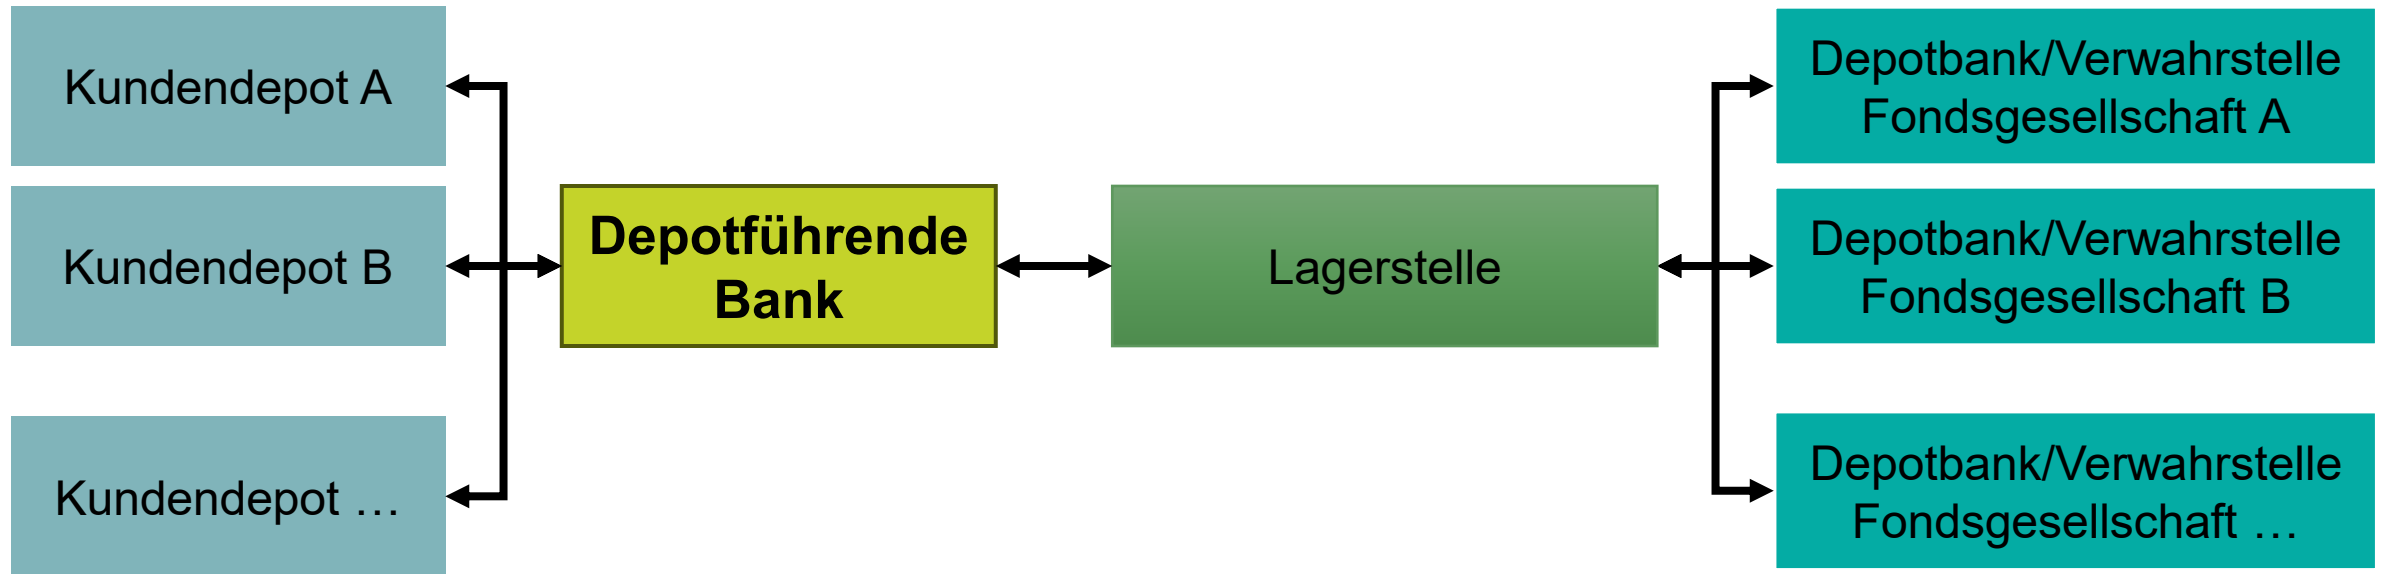 Kundendepot A
Kundendepot B
Kundendepot …
Depotführende
Bank
Lagerstelle
Depotbank/Verwahrstelle
Fondsgesellschaft A
Depotbank/Verwahrstelle
Fondsgesellschaft B
Depotbank/Verwahrstelle
Fondsgesellschaft …